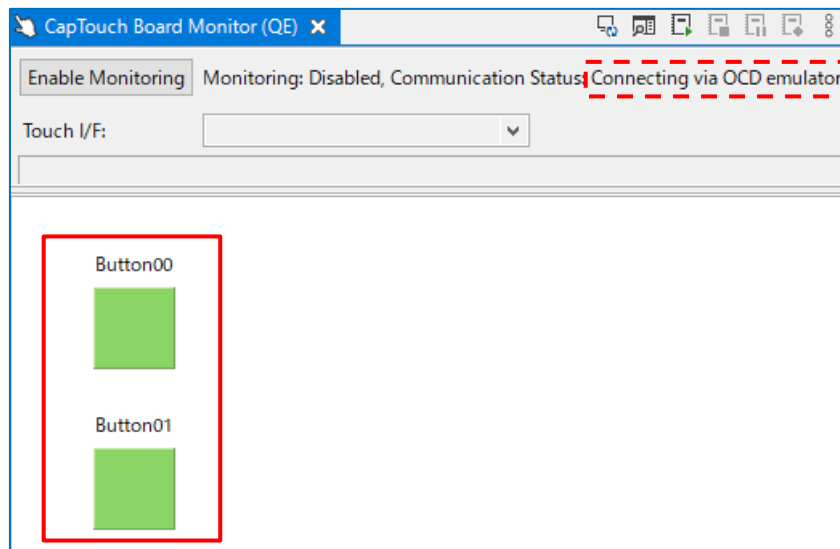 CapTouch Board Monitor (QE)
Enable Monitoring Monitoring: Disabled, Communication Status: Connecting via OCD emulator
Touch I/F:
Button00
Button01